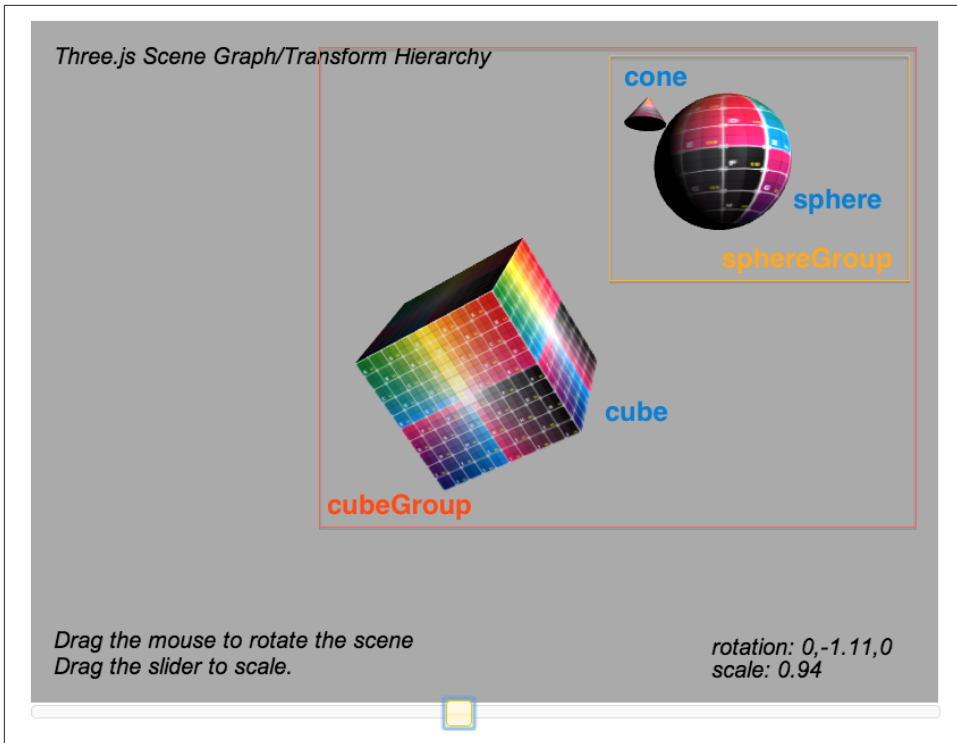 Three.js Scene Graph/Transform Hierarchy
cone
sphere
sphereGroup
cube
cubeGroup
Drag the mouse to rotate the scene
Drag the slider to scale.
rotation: 0,-1.11,0
scale: 0.94